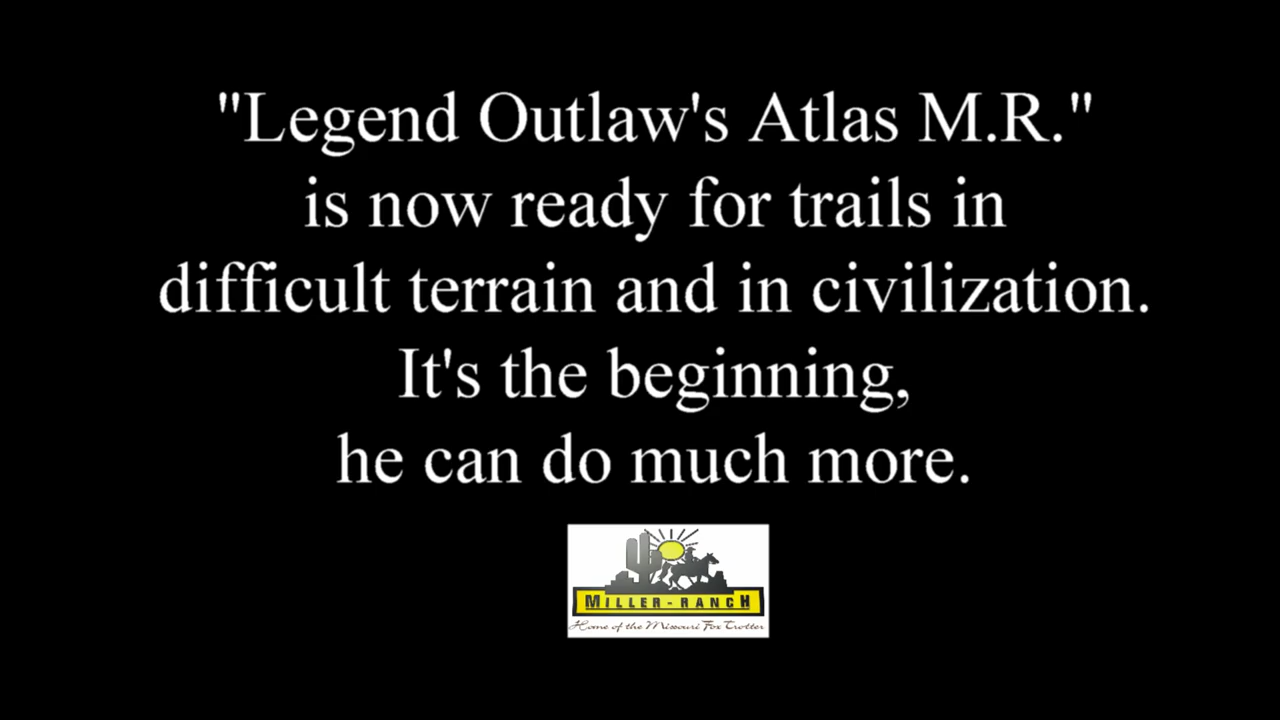 "Legend Outlaw's Atlas M.R."
is now ready for trails in
difficult terrain and in civilization.
It's the beginning,
he can do much more.
MILLER-RANCH
Home of the Missouri Fox Trotter